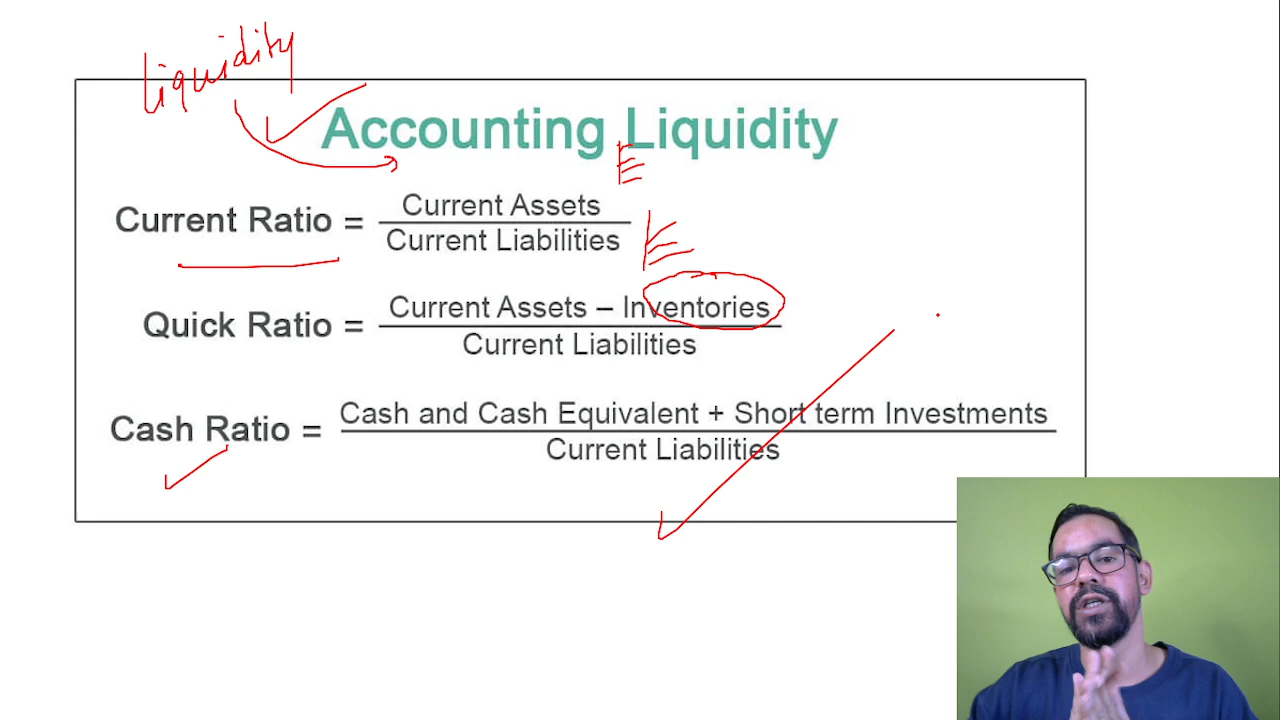 liquidity
Accounting Liquidity
Current Ratio = Current Assets
Current Liabilities
Quick Ratio = Current Assets – Inventories
Current Liabilities
Cash Ratio = Cash and Cash Equivalent + Short term Investments
Current Liabilities